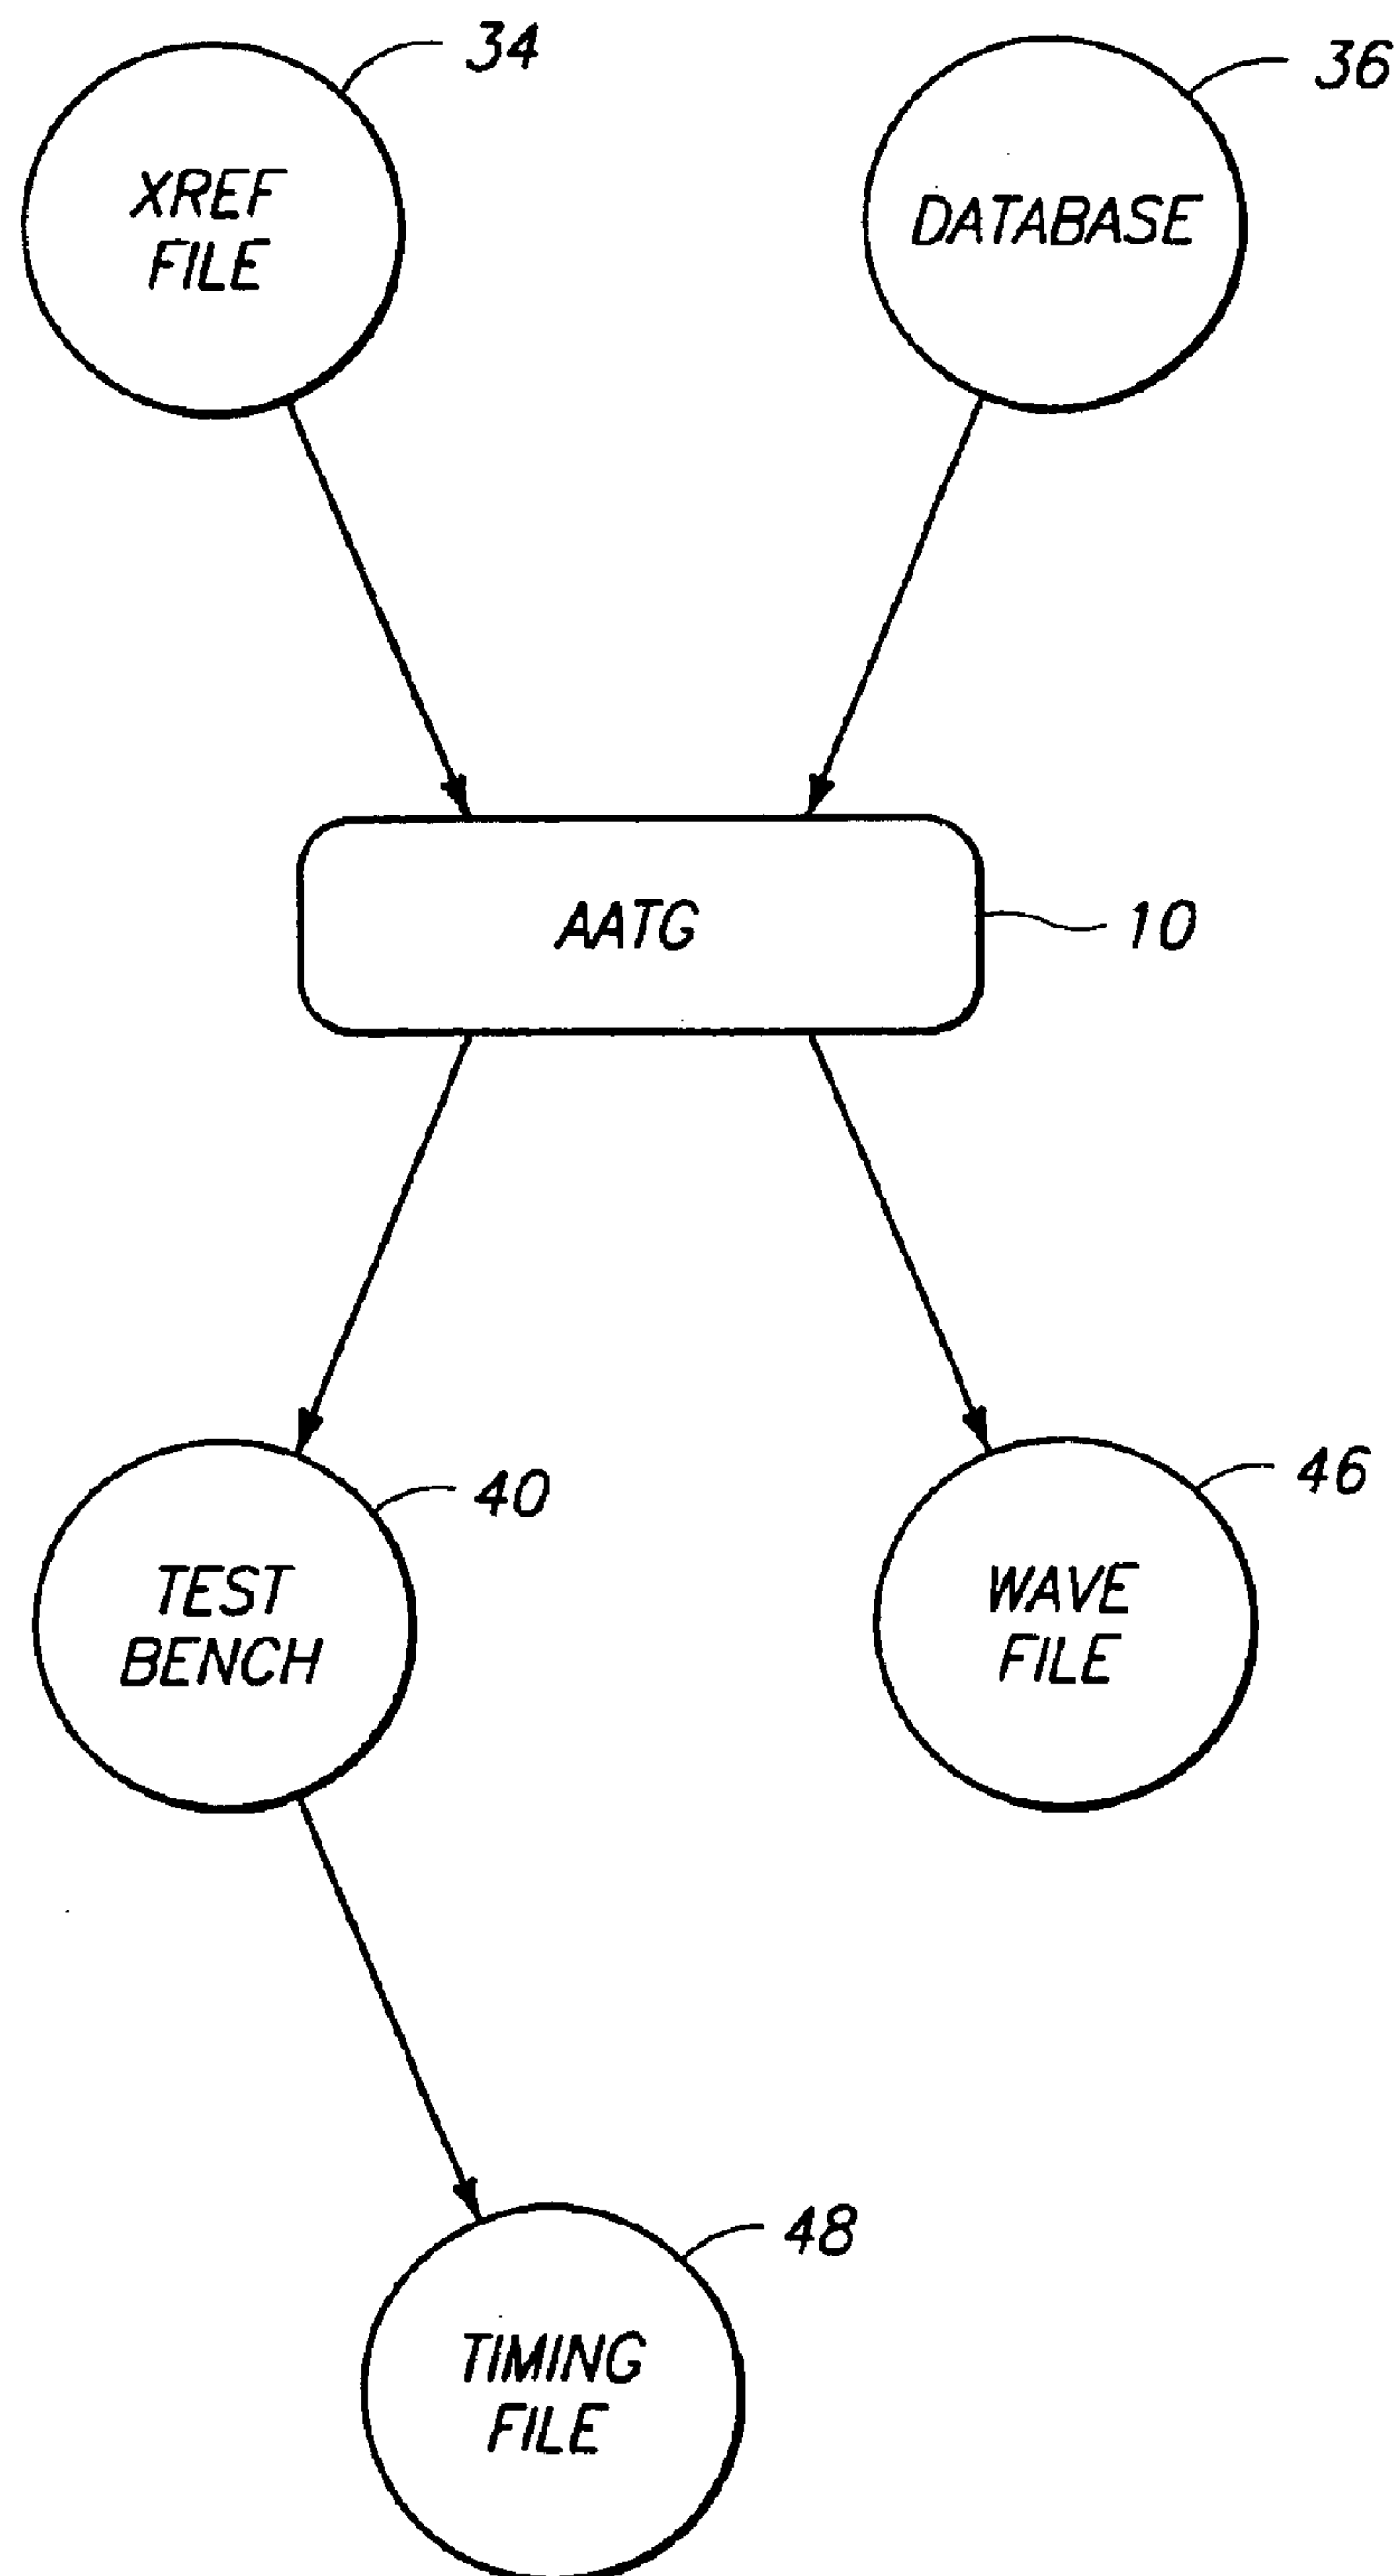 34
36
XREF
FILE
DATABASE
AATG
10
40
46
TEST
BENCH
WAVE
FILE
48
TIMING
FILE